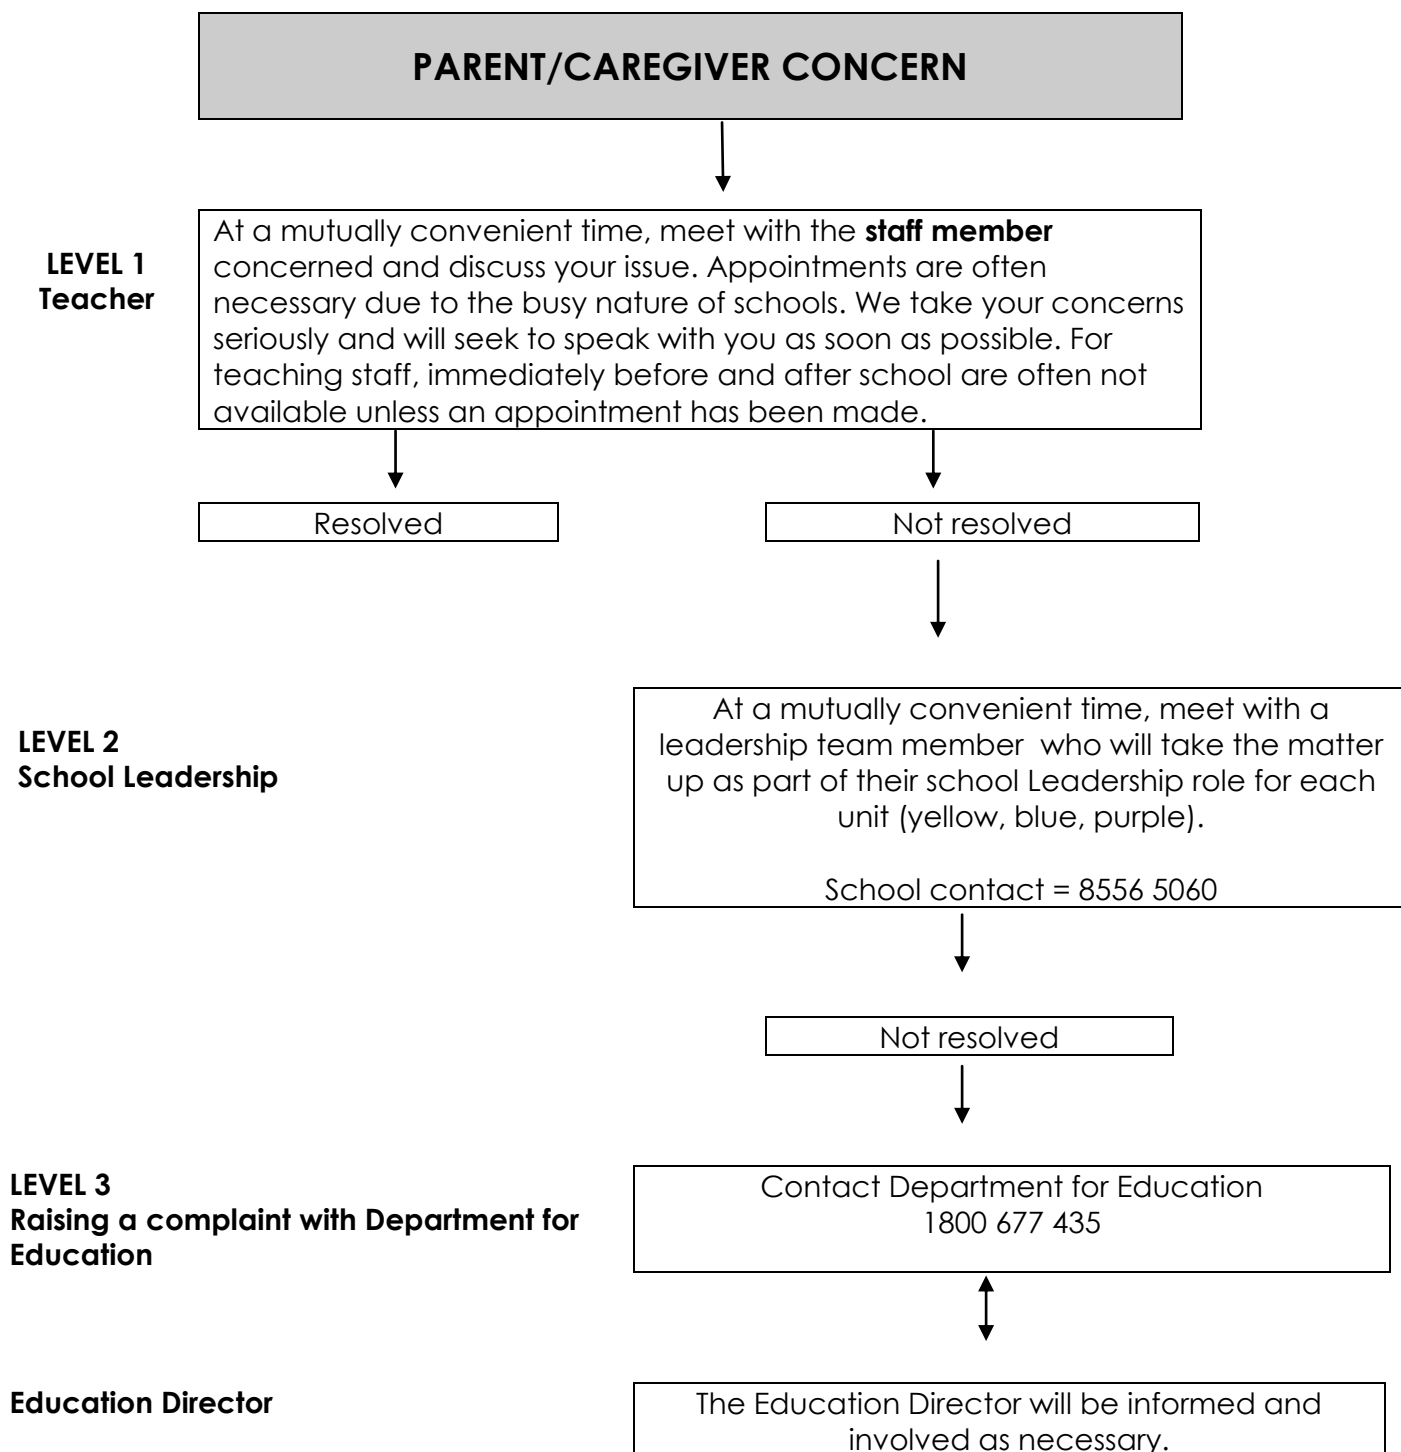 PARENT/CAREGIVER CONCERN
LEVEL 1
Teacher
At a mutually convenient time, meet with the staff member
concerned and discuss your issue. Appointments are often
necessary due to the busy nature of schools. We take your concerns
seriously and will seek to speak with you as soon as possible. For
teaching staff, immediately before and after school are often not
available unless an appointment has been made.
Resolved
Not resolved
LEVEL 2
School Leadership
At a mutually convenient time, meet with a
leadership team member who will take the matter
up as part of their school Leadership role for each
unit (yellow, blue, purple).
School contact = 8556 5060
Not resolved
LEVEL 3
Raising a complaint with Department for
Education
Contact Department for Education
1800 677 435
Education Director
The Education Director will be informed and
involved as necessary.